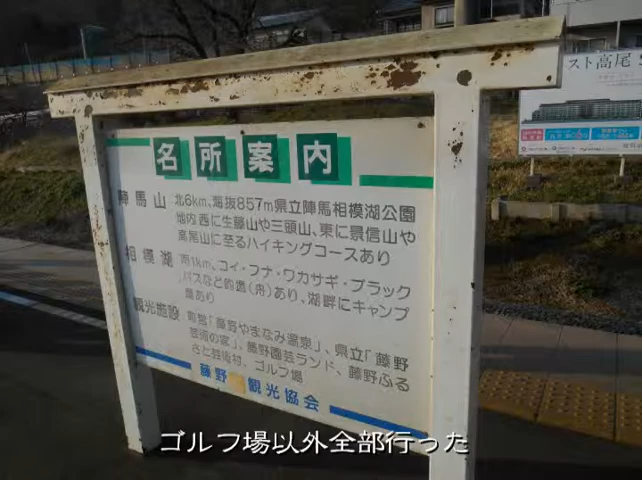 名所案内
陣馬山 北6km、海抜857m県立陣馬相模湖公園
地内 西に生藤山や三頭山、東に景信山や
高尾山に至るハイキングコースあり
相模湖 南1km、コイ・フナ・ワカサギ・ブラック
バスなど釣場(舟)あり、湖畔にキャンプ
場あり
観光施設 町営「藤野やまなみ温泉」、県立「藤野
芸術の家」、藤野園芸ランド、藤野ふる
さと芸術村、ゴルフ場
藤野 観光協会
スト高尾
ゴルフ場以外全部行った